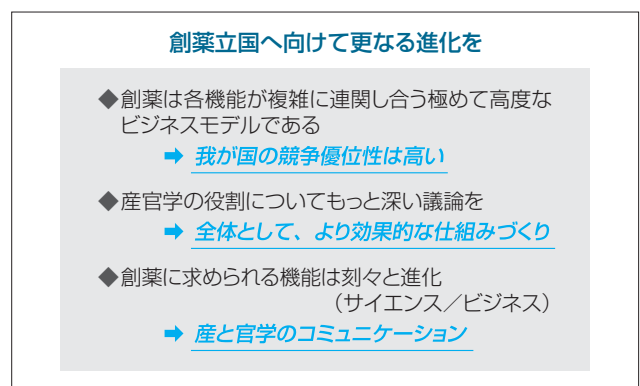 創薬立国へ向けて更なる進化を
◆創薬は各機能が複雑に連関し合う極めて高度な
ビジネスモデルである
➡ 我が国の競争優位性は高い
◆産官学の役割についてもっと深い議論を
➡ 全体として、より効果的な仕組みづくり
◆創薬に求められる機能は刻々と進化
（サイエンス／ビジネス）
➡ 産と官学のコミュニケーション